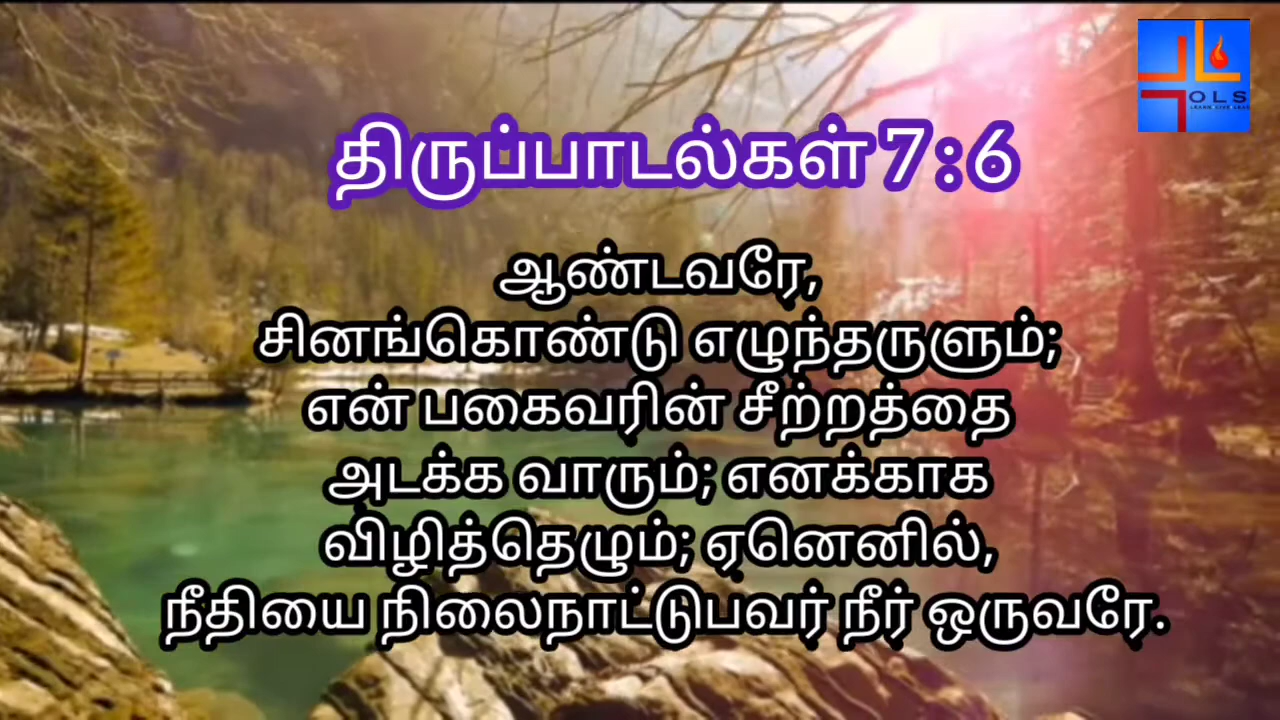 OLS
திருப்பாடல்கள் 7 : 6
ஆண்டவரே,
சினங்கொண்டு எழுந்தருளும்;
என் பகைவரின் சீற்றத்தை
அடக்க வாரும்; எனக்காக
விழித்தெழும்; ஏனெனில்,
நீதியை நிலைநாட்டுபவர் நீர் ஒருவரே.